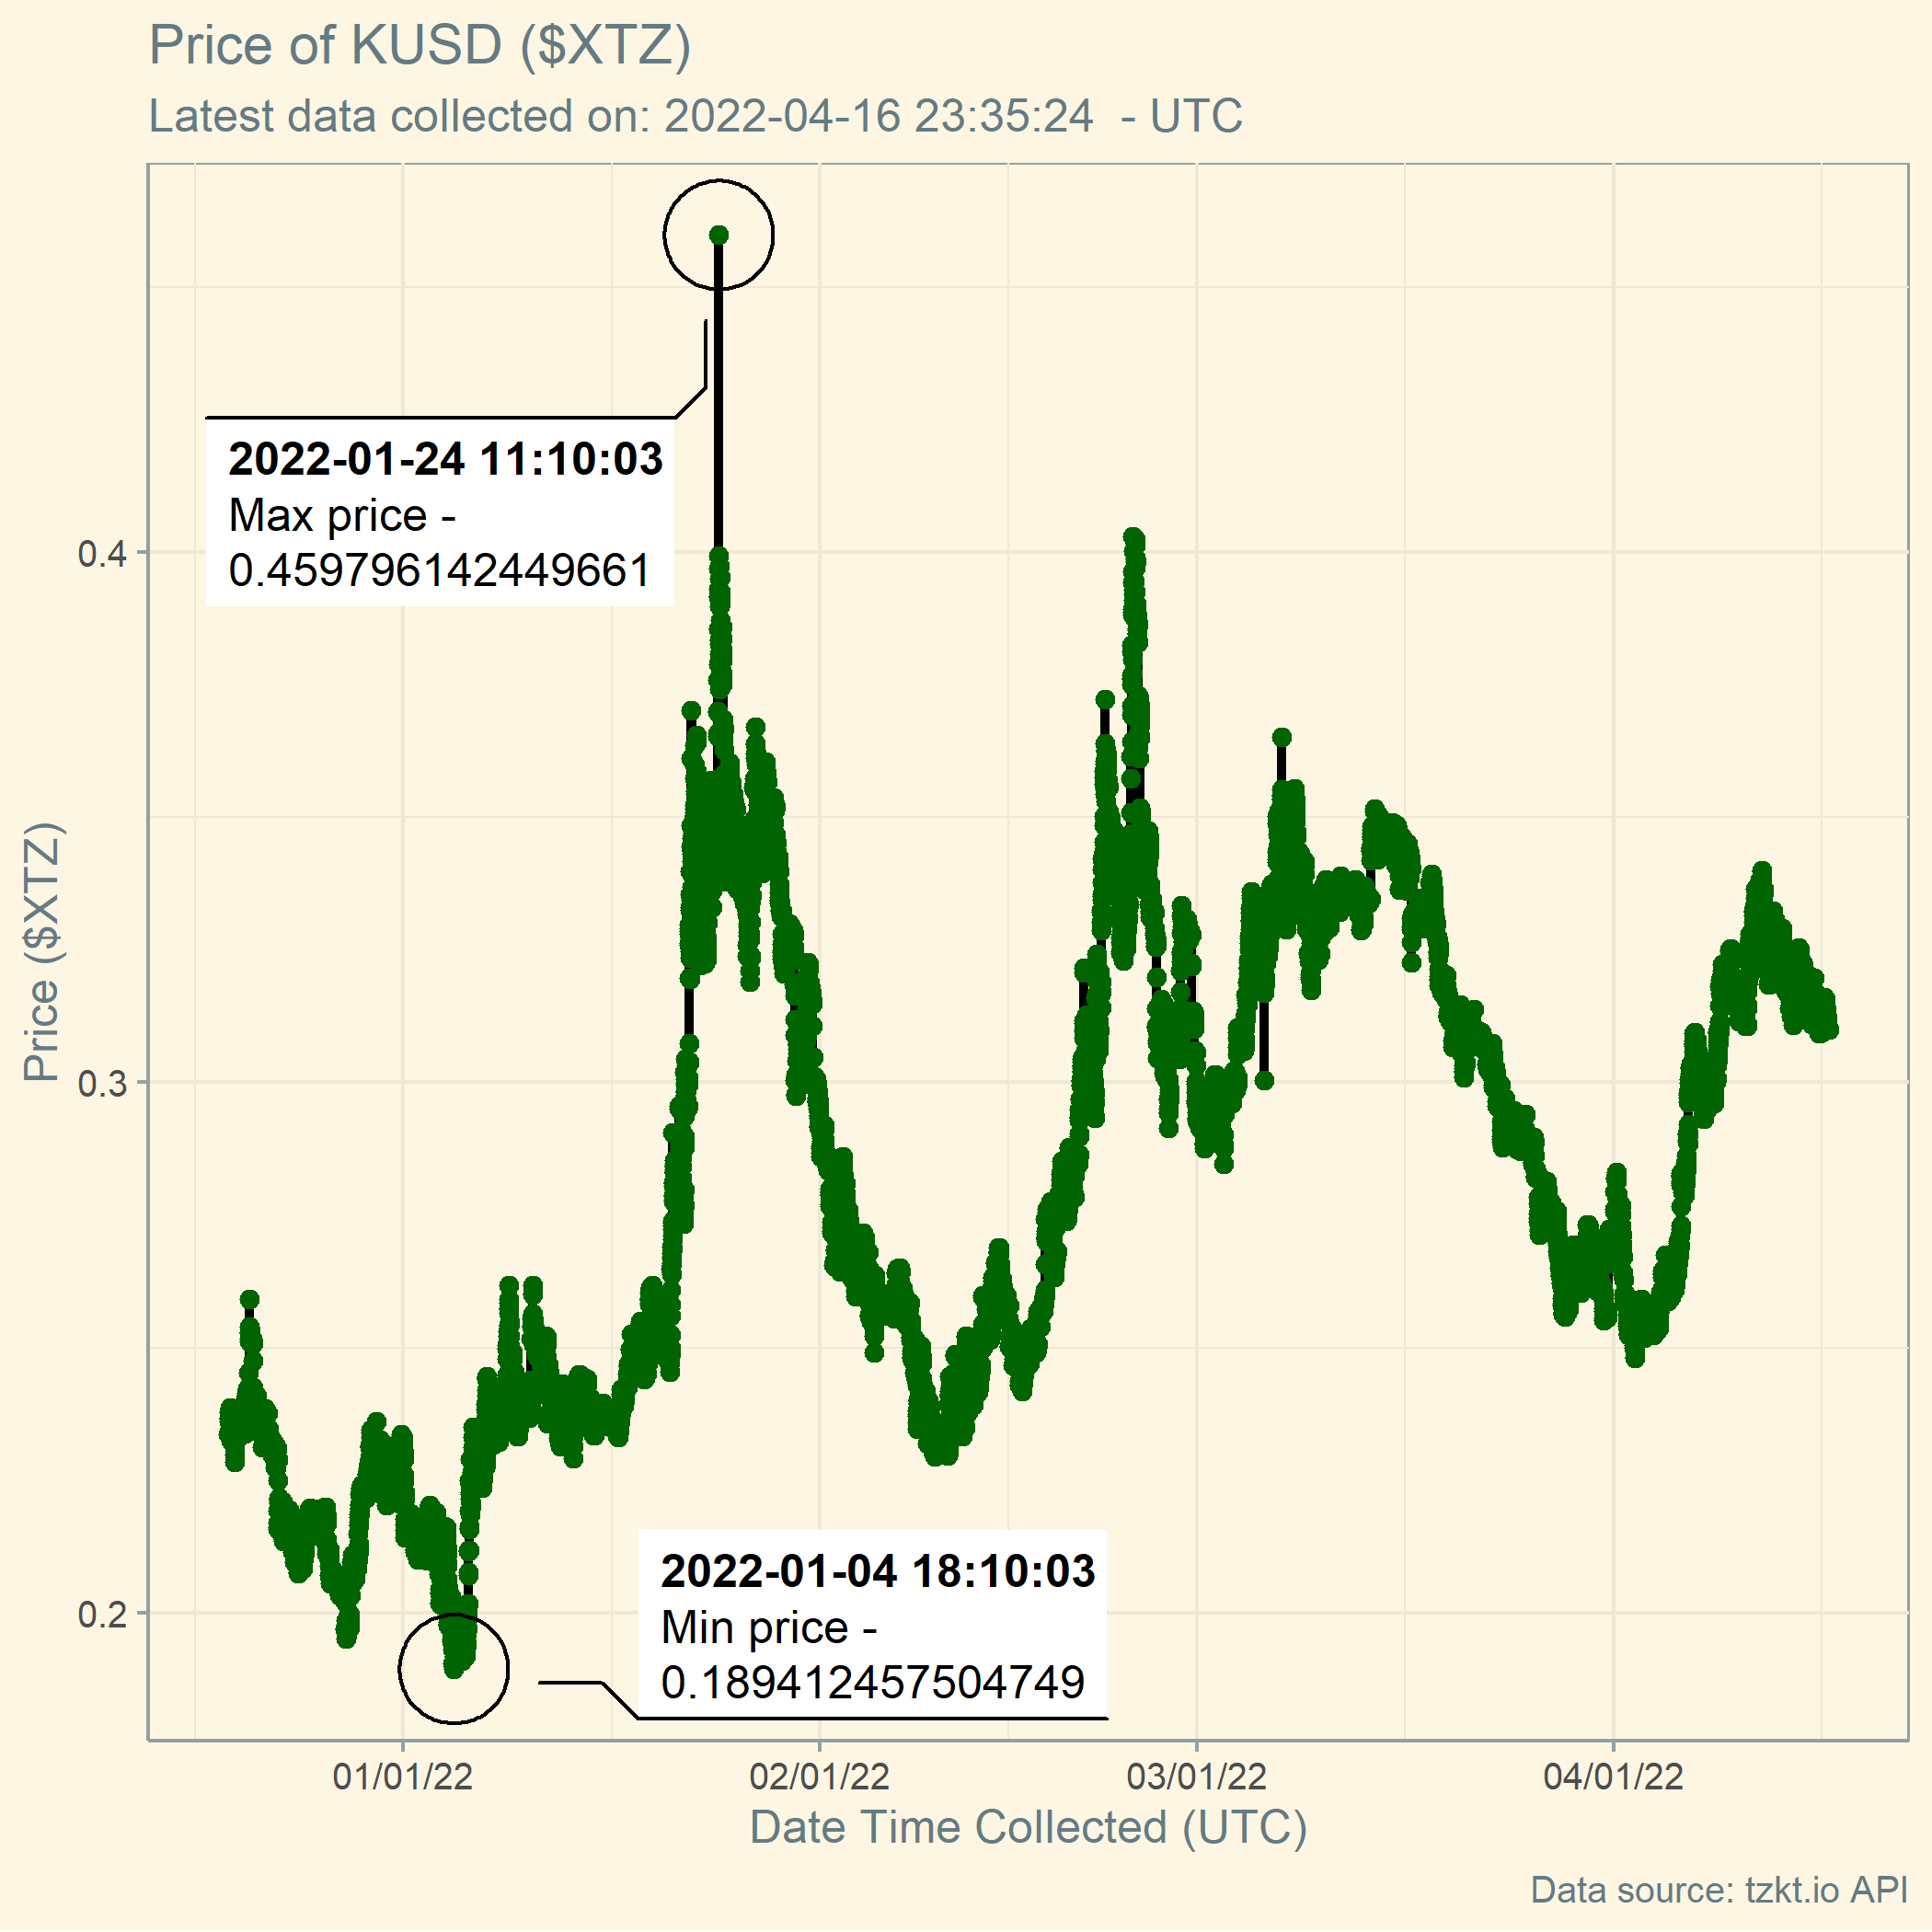 Price of KUSD ($XTZ)
Latest data collected on: 2022-04-16 23:35:24  - UTC
2022-01-24 11:10:03
Max price -
0.459796142449661
0.4
0.3
0.2
Price ($XTZ)
2022-01-04 18:10:03
Min price -
0.189412457504749
01/01/22
02/01/22
03/01/22
04/01/22
Date Time Collected (UTC)
Data source: tzkt.io API